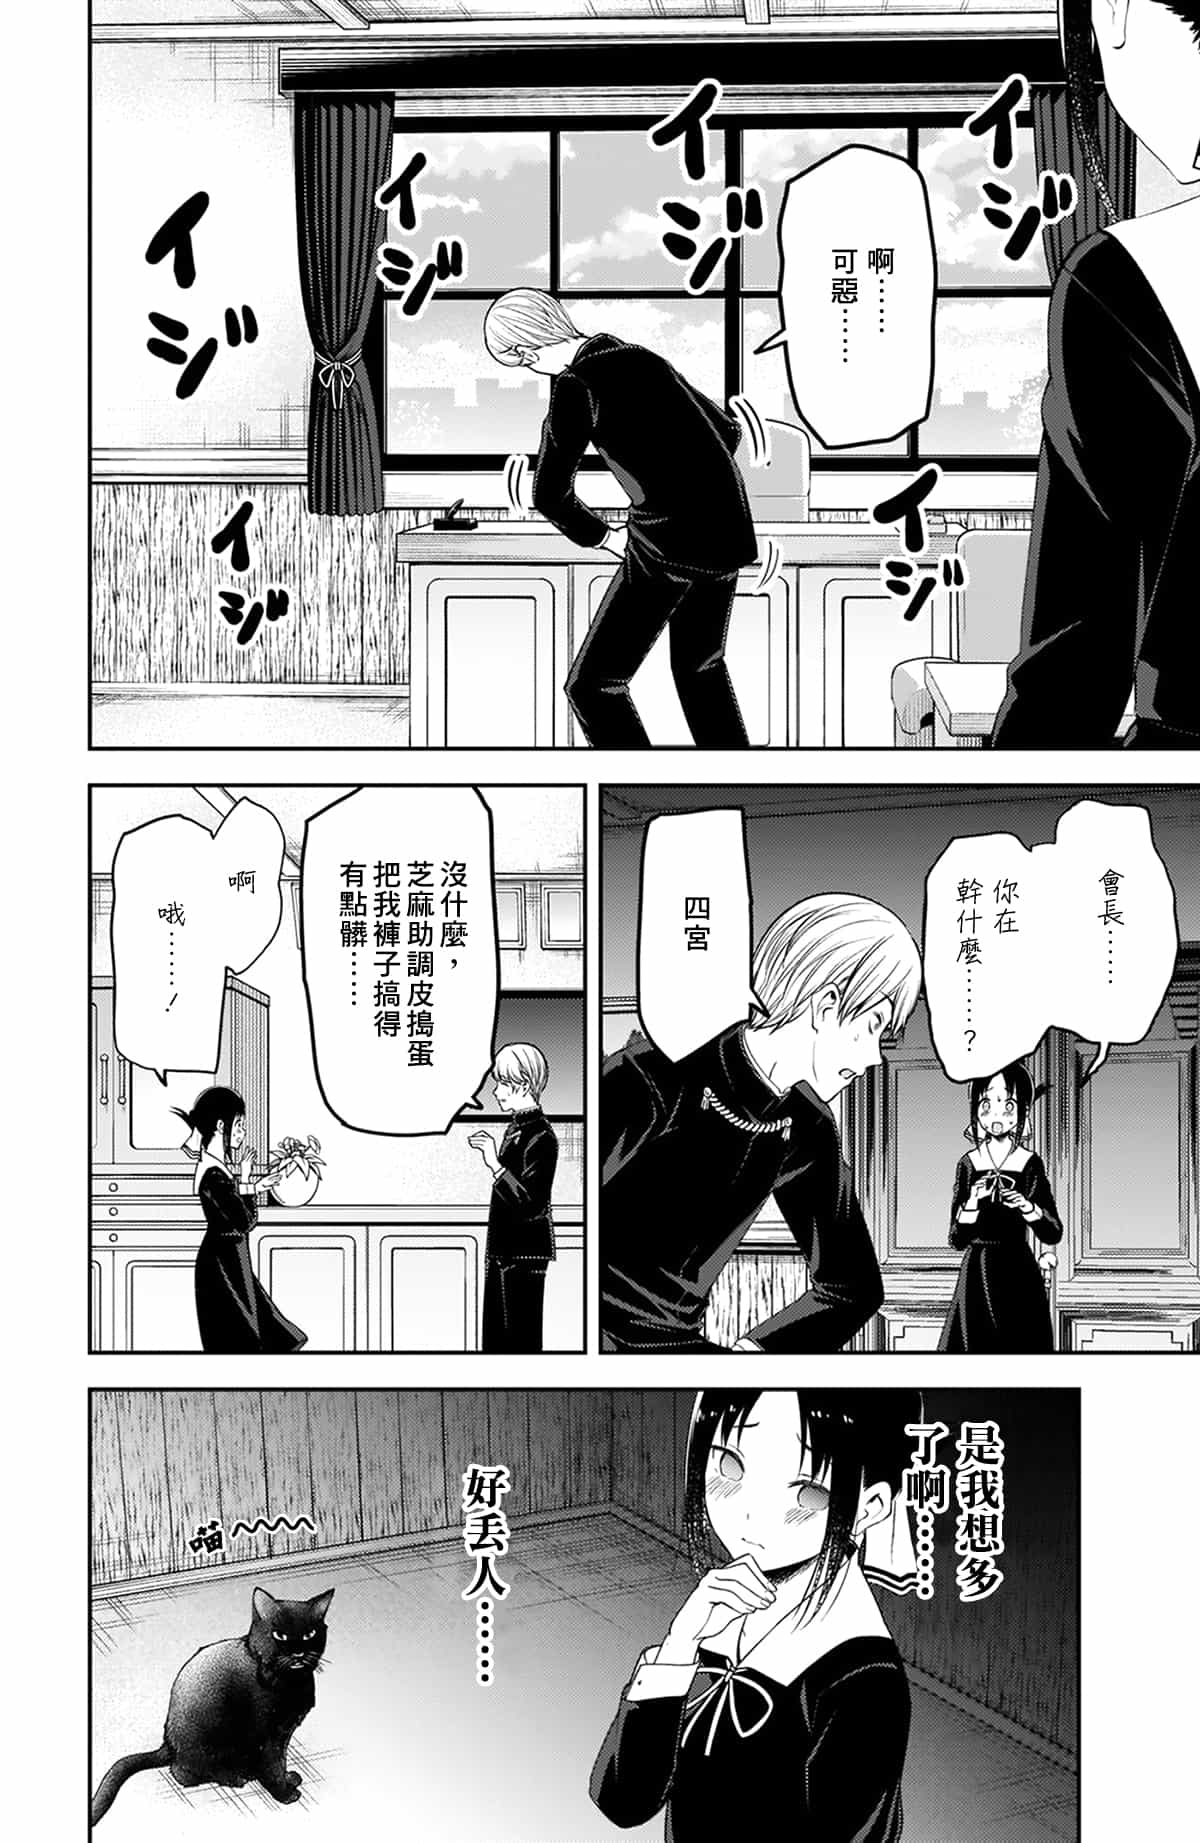 イジ
イジ
イジ
イジ
イジ
イジ
啊……
可惡……
會長……
你在
幹什麼……？
四宮
沒什麼，
芝麻助調皮搗蛋
把我褲子搞得
有點髒……
啊
哦……！
是我想多
了啊……
好丟人……
喵～～～